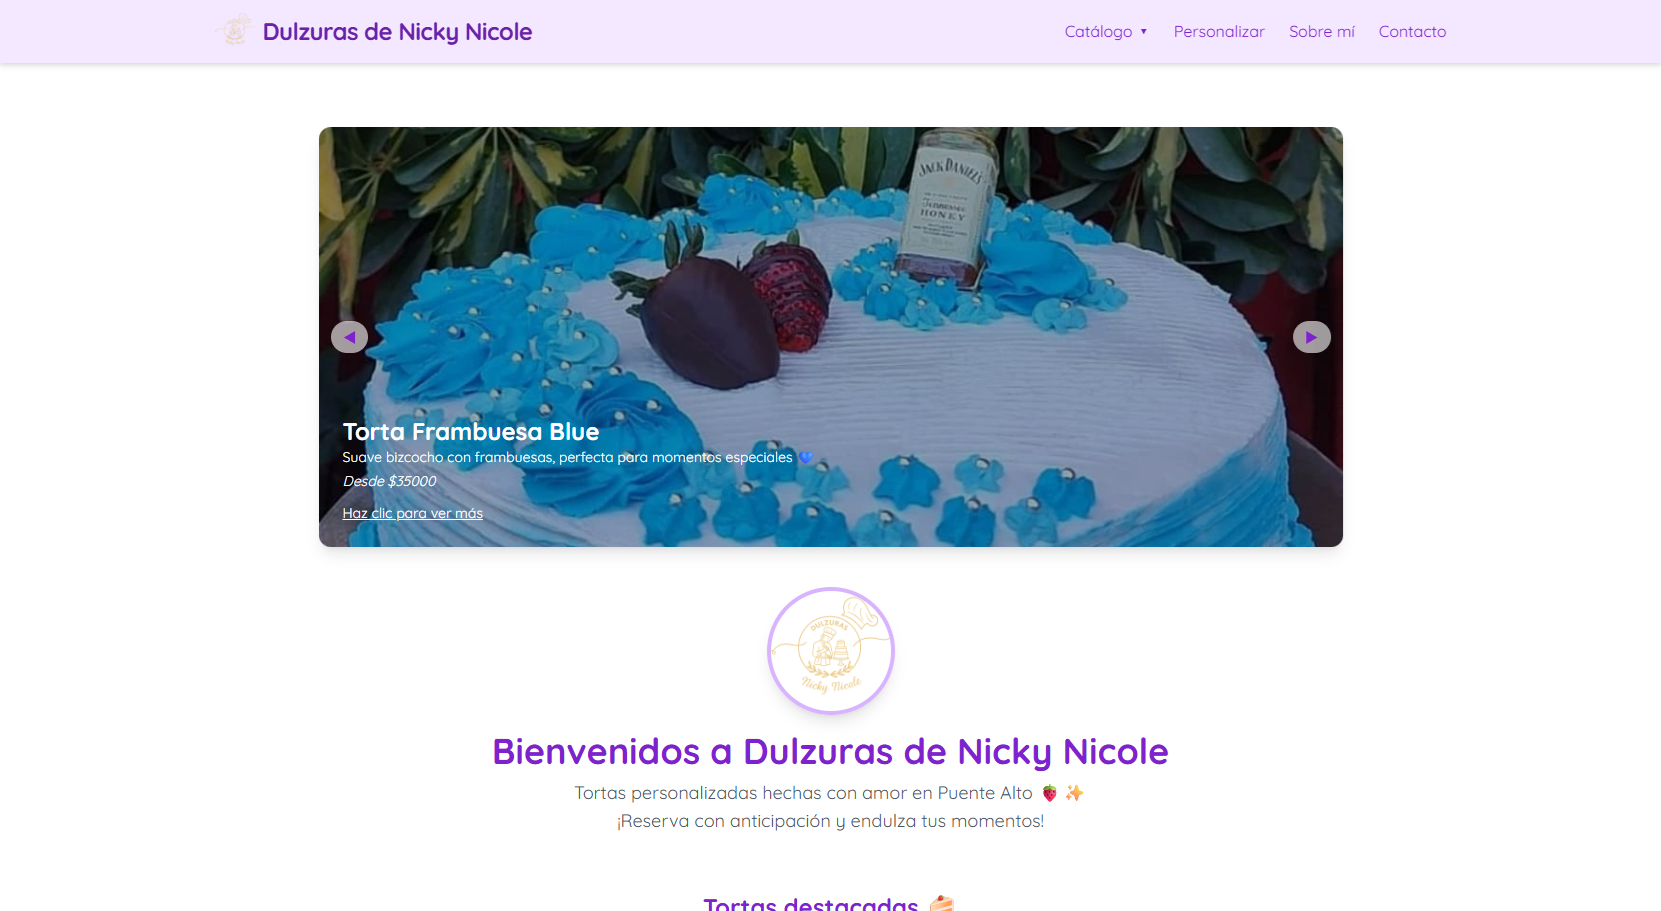 Dulzuras de Nicky Nicole
Catálogo ▼ Personalizar Sobre mí Contacto
JACK DANIEL'S
Tennessee
HONEY
Torta Frambuesa Blue
Suave bizcocho con frambuesas, perfecta para momentos especiales 💙
Desde $35000
Haz clic para ver más
DULZURAS
Nicky Nicole
Bienvenidos a Dulzuras de Nicky Nicole
Tortas personalizadas hechas con amor en Puente Alto 🍓 ✨
¡Reserva con anticipación y endulza tus momentos!
Tortas destacadas 🍰